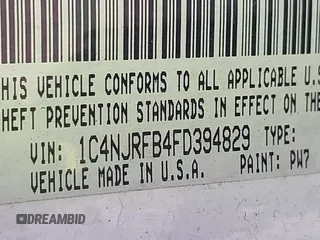 HIS VEHICLE CONFORMS TO ALL APPLICABLE U.S
HEFT PREVENTION STANDARDS IN EFFECT ON THE
VIN: 1C4NJRFB4FD394829 TYPE:
VEHICLE MADE IN U.S.A. PAINT: PW7
DREAMBID